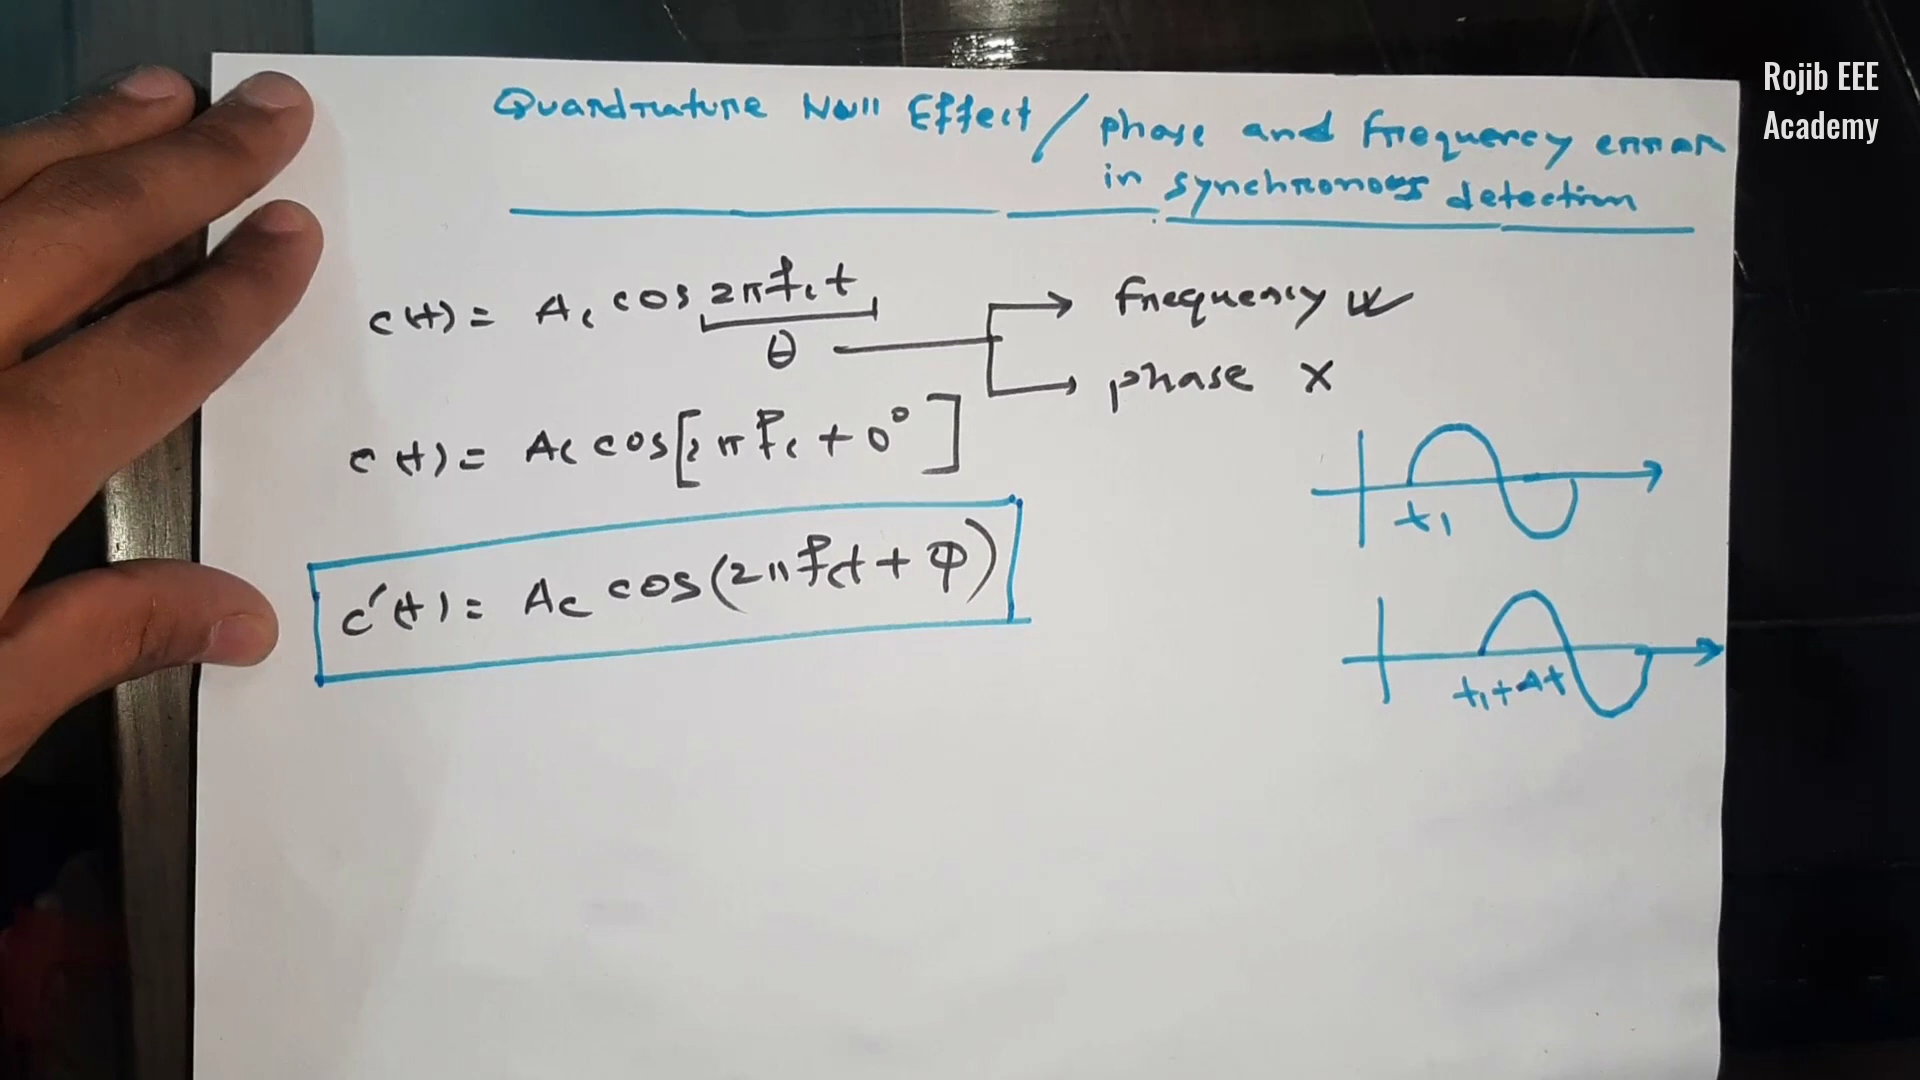 Quandrature Null Effect / phase and frequency error
in synchronous detection
c(t) = Ac cos 2πfct
θ
frequency
phase ×
c(t) = Ac cos[2πfc + 0°]
c'(t) = Ac cos(2πfct + φ)
t1
t1+Δt
Rojib EEE
Academy